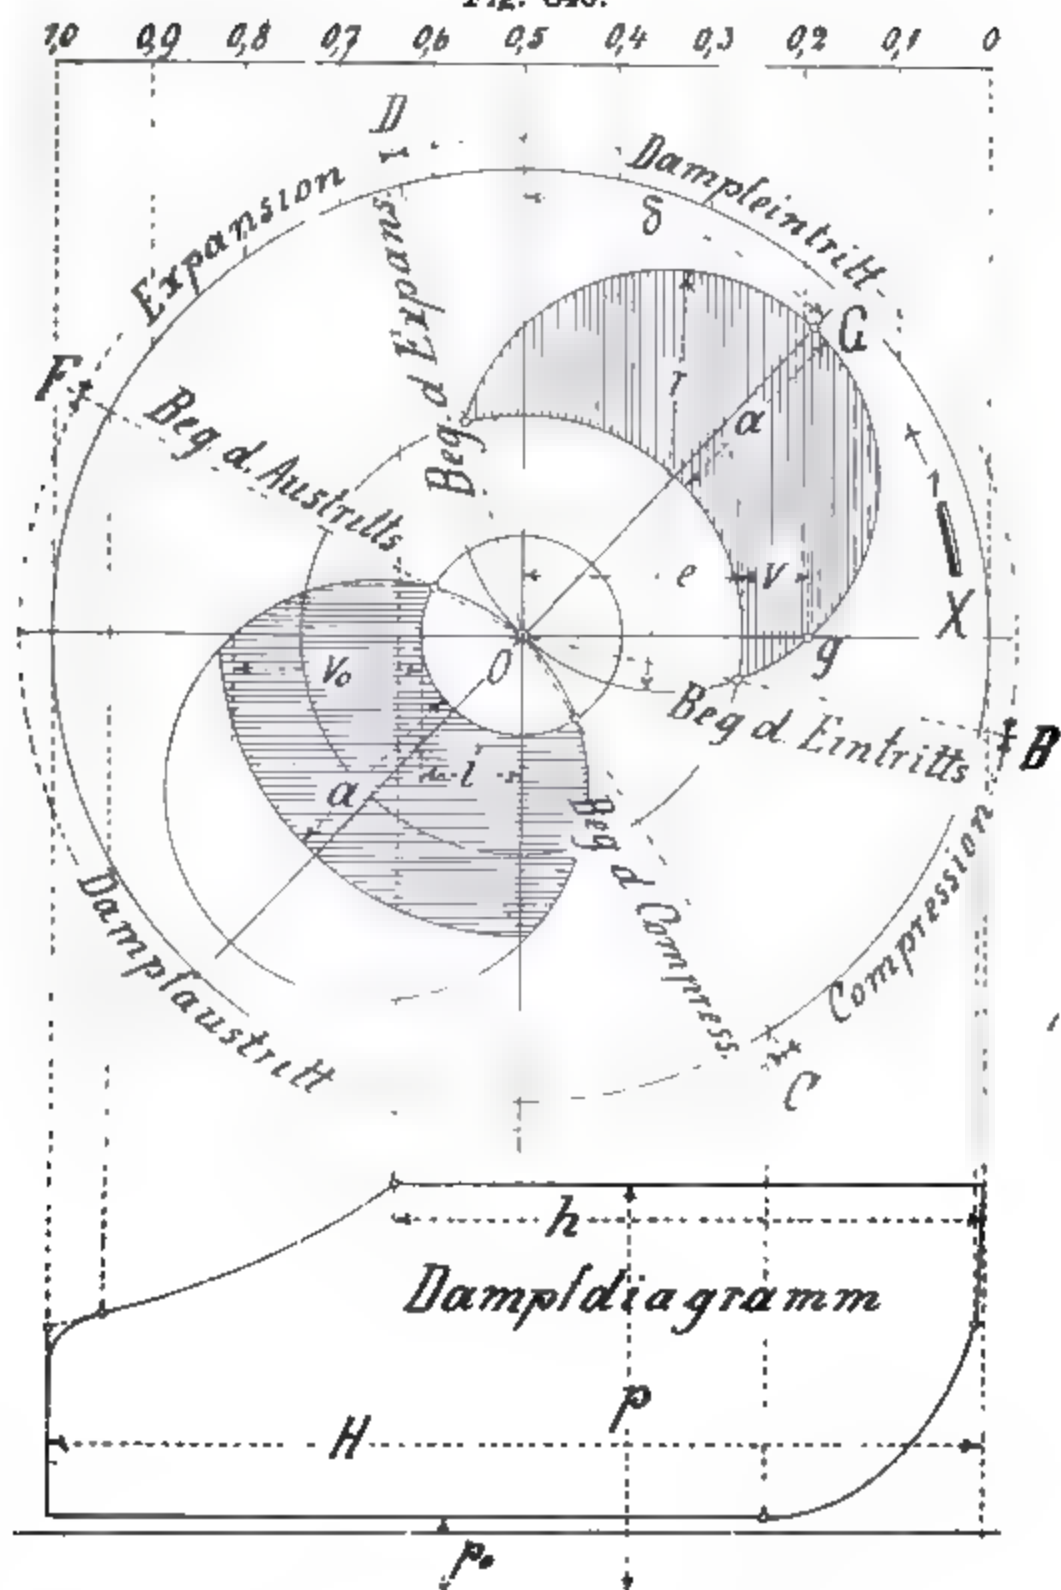 1,0 0,9 0,8 0,7 0,6 0,5 0,4 0,3 0,2 0,1 0
D
Expansion
Dampfeintritt
δ
Beg. d Expans.
G
F
Beg. d. Austritts
r
α
X
e
V
g
O
V₀
Beg d. Eintritts
B
l
α
Beg d Compress.
Dampfaustritt
Compression
C
h
Dampfdiagramm
p
H
p₀